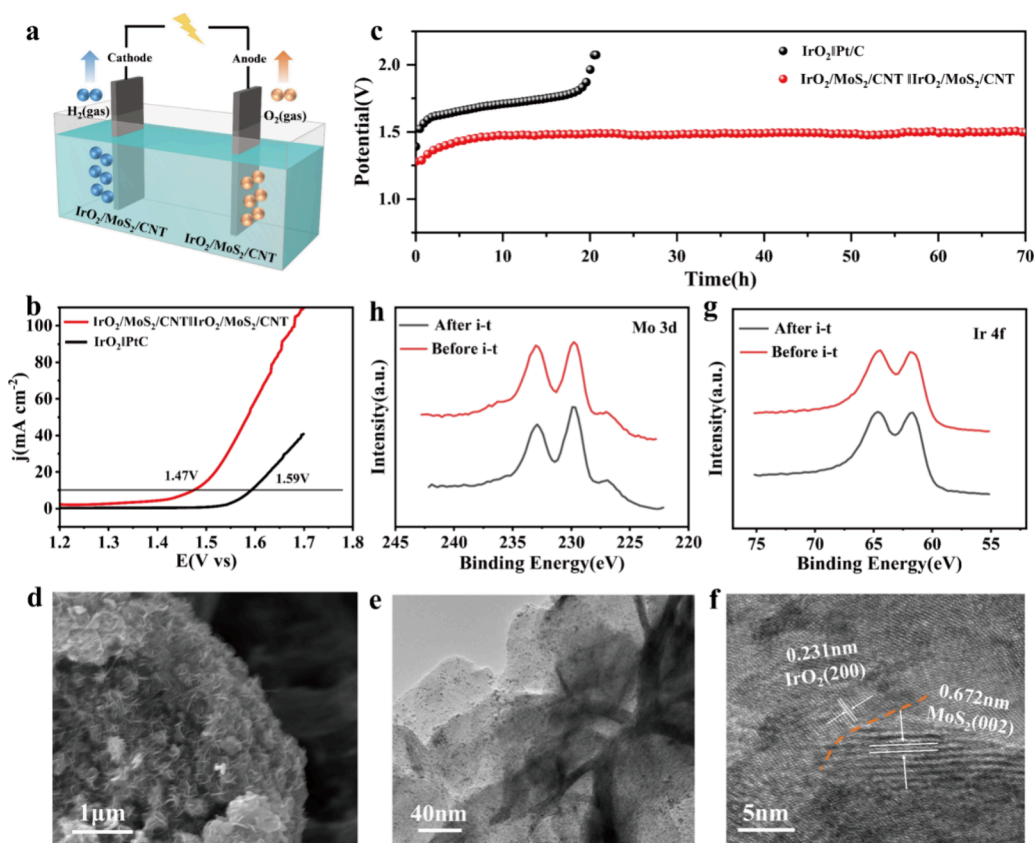 a
Cathode
Anode
H₂(gas)
O₂(gas)
IrO₂/MoS₂/CNT
IrO₂/MoS₂/CNT
c
IrO₂‖Pt/C
IrO₂/MoS₂/CNT ‖IrO₂/MoS₂/CNT
Potential(V)
2.0
1.5
1.0
0 10 20 30 40 50 60 70
Time(h)
b
IrO₂/MoS₂/CNT‖IrO₂/MoS₂/CNT
IrO₂‖PtC
j(mA cm⁻²)
100
80
60
40
20
0
1.47V
1.59V
1.2 1.3 1.4 1.5 1.6 1.7 1.8
E(V vs)
h
After i-t
Before i-t
Mo 3d
Intensity(a.u.)
245 240 235 230 225 220
Binding Energy(eV)
g
After i-t
Before i-t
Ir 4f
Intensity(a.u.)
75 70 65 60 55
Binding Energy(eV)
d
1μm
e
40nm
f
0.231nm
IrO₂(200)
0.672nm
MoS₂(002)
5nm